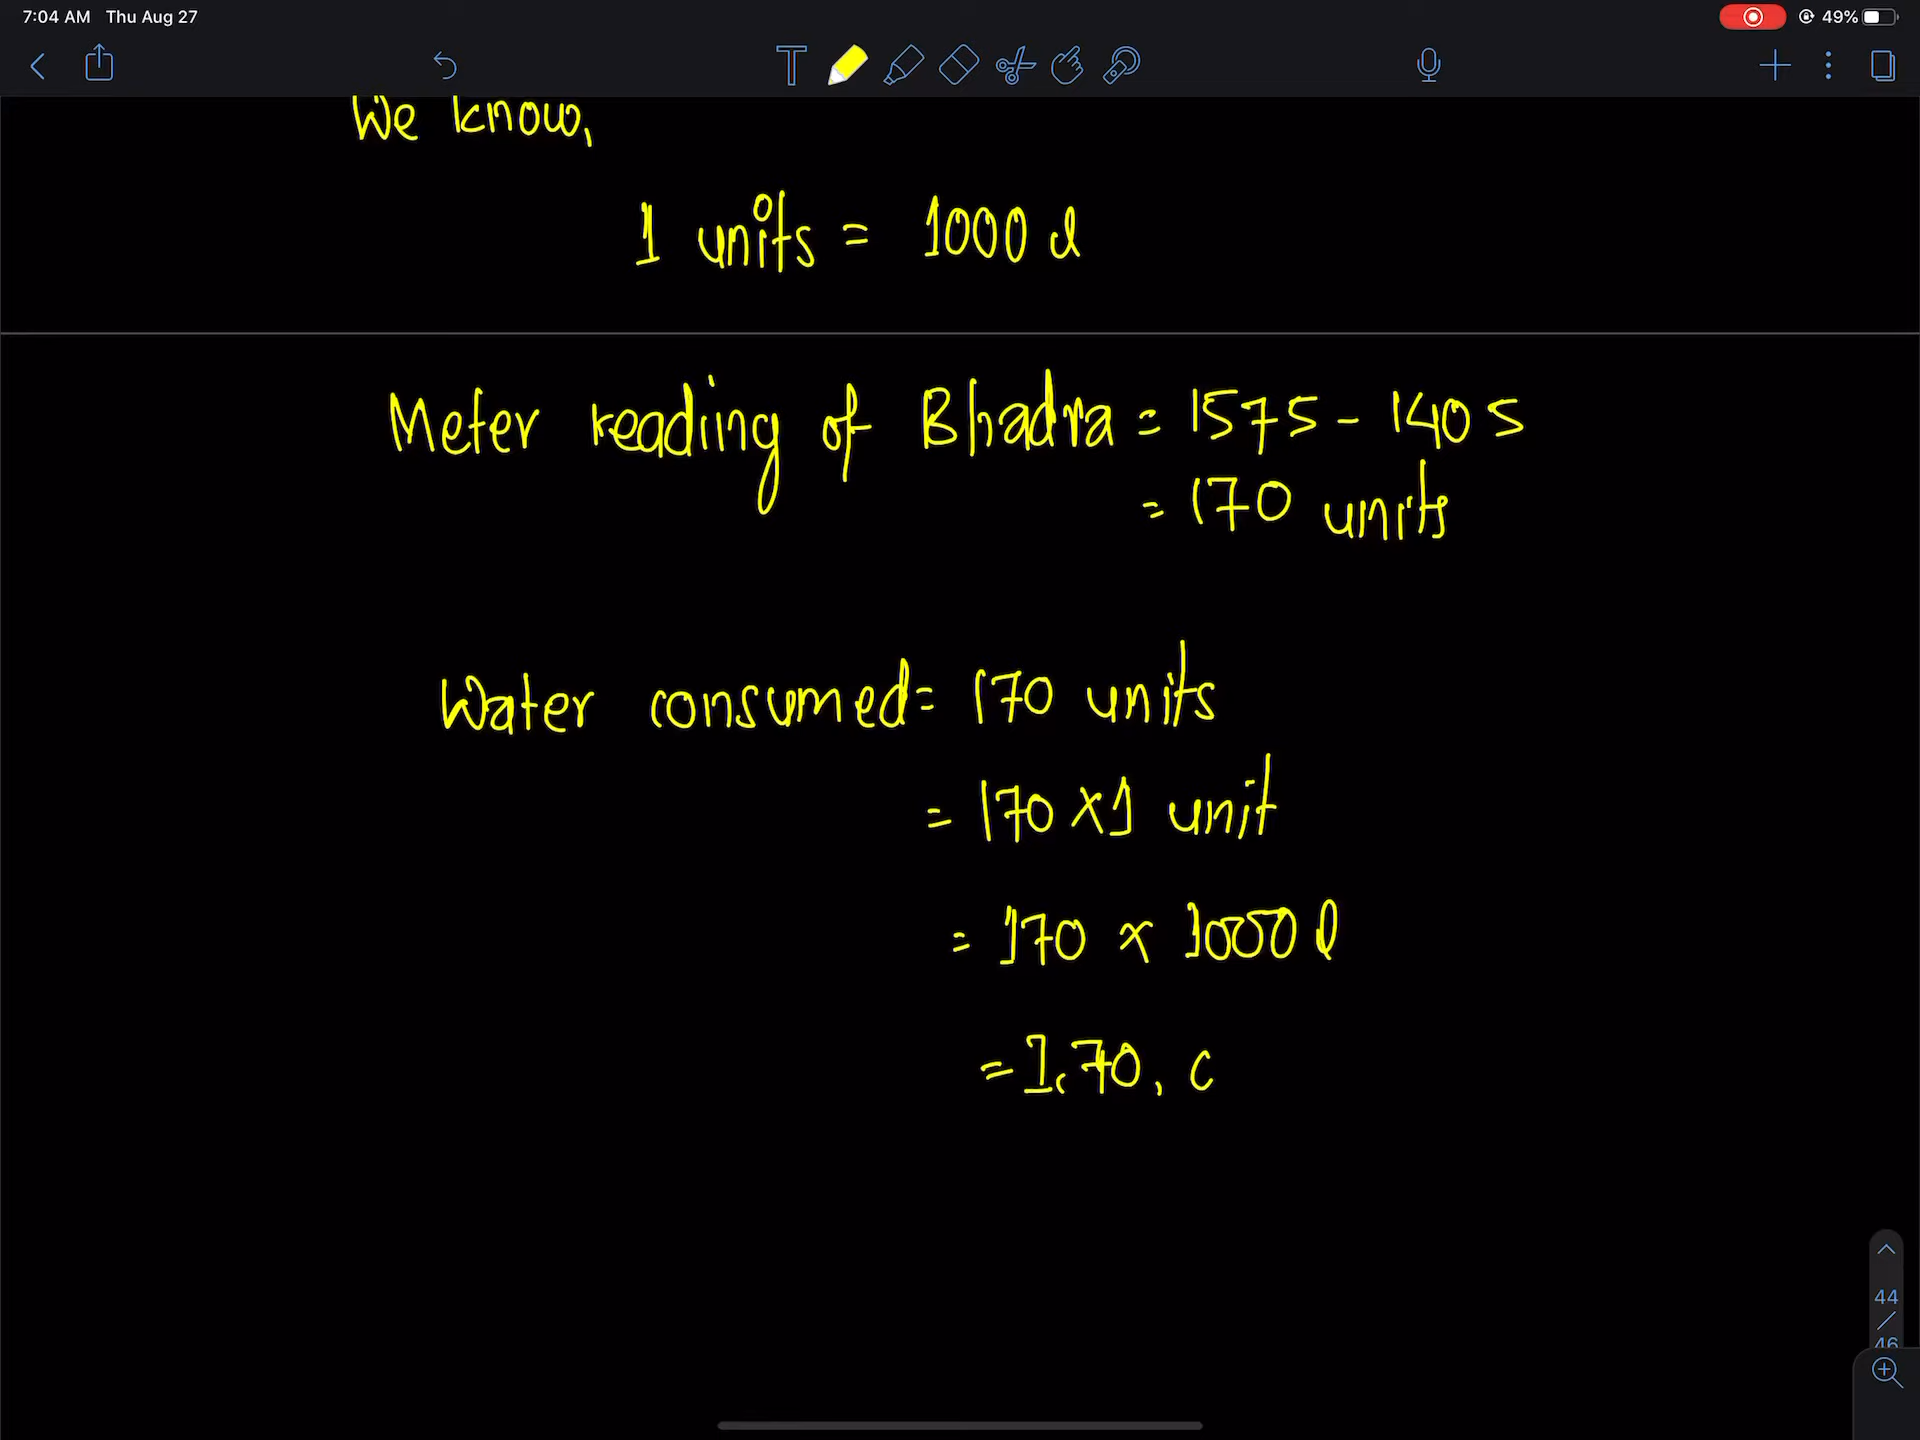 7:04 AM Thu Aug 27
49%
We know,
1 units = 1000 l
Meter reading of Bhadra = 1575 - 1405
= 170 units
Water consumed = 170 units
= 170 × 1 unit
= 170 × 1000 l
= 1,70, c
44
/
46